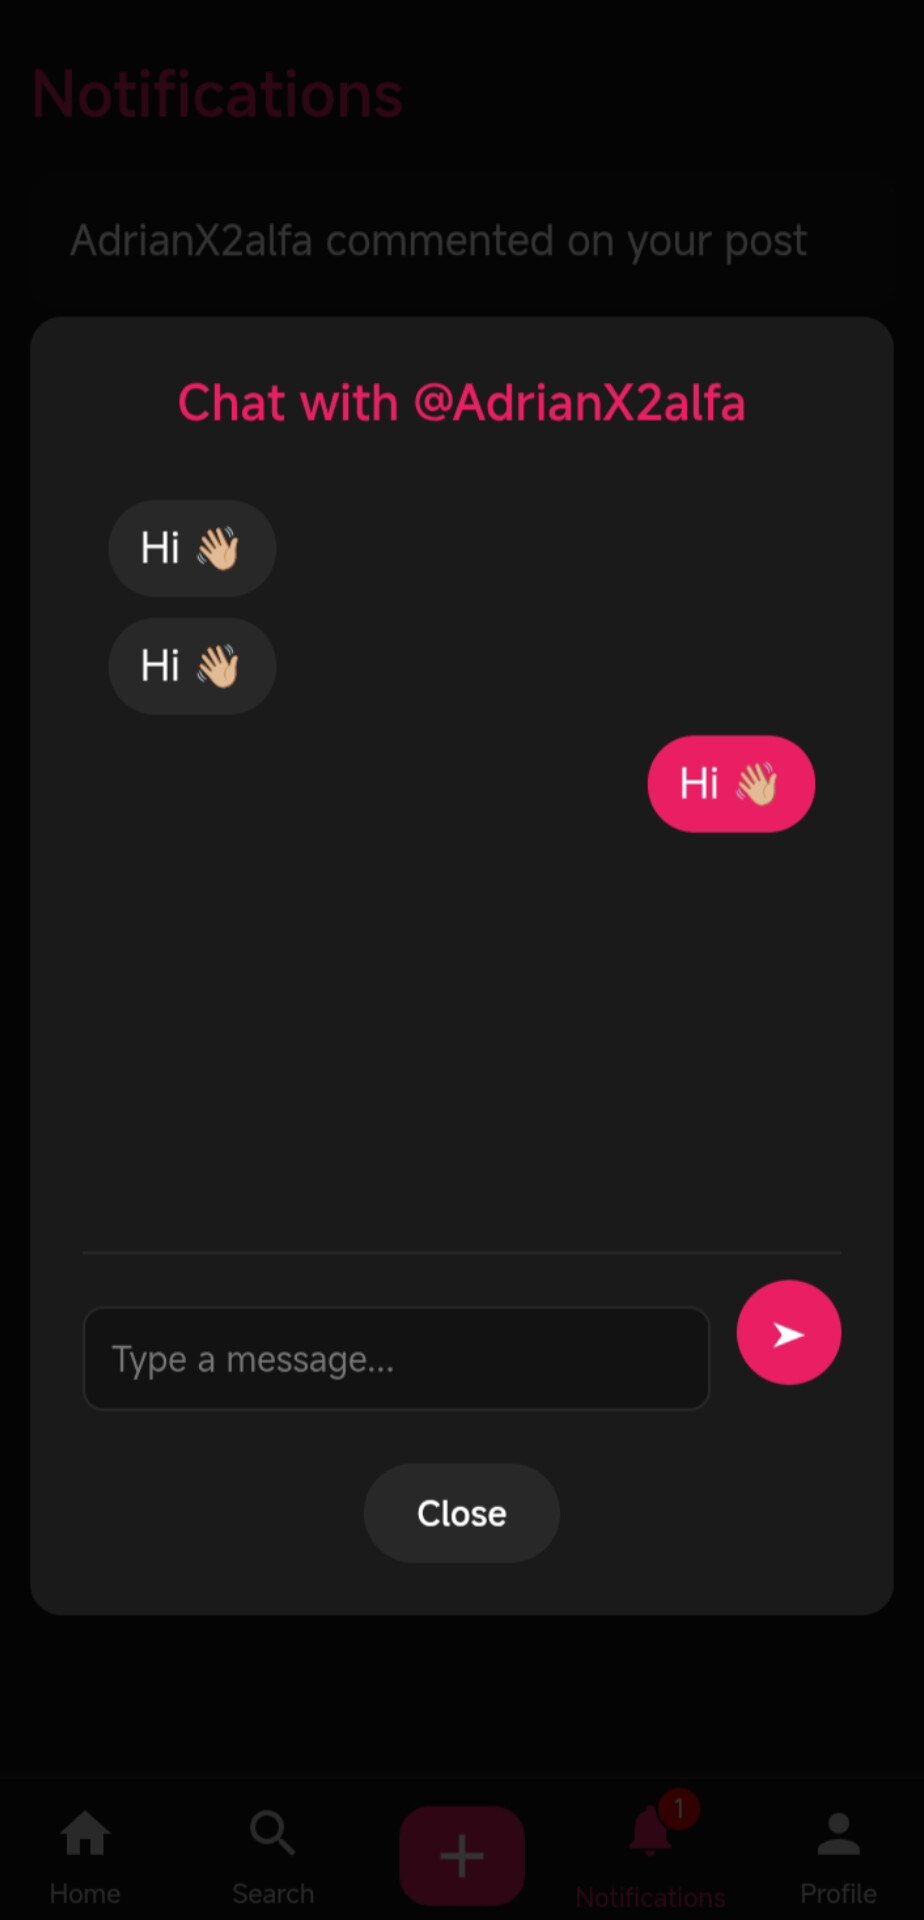 Notifications
AdrianX2alfa commented on your post
Chat with @AdrianX2alfa
Hi 👋🏼
Hi 👋🏼
Hi 👋🏼
Type a message...
Close
1
Home Search Notifications Profile